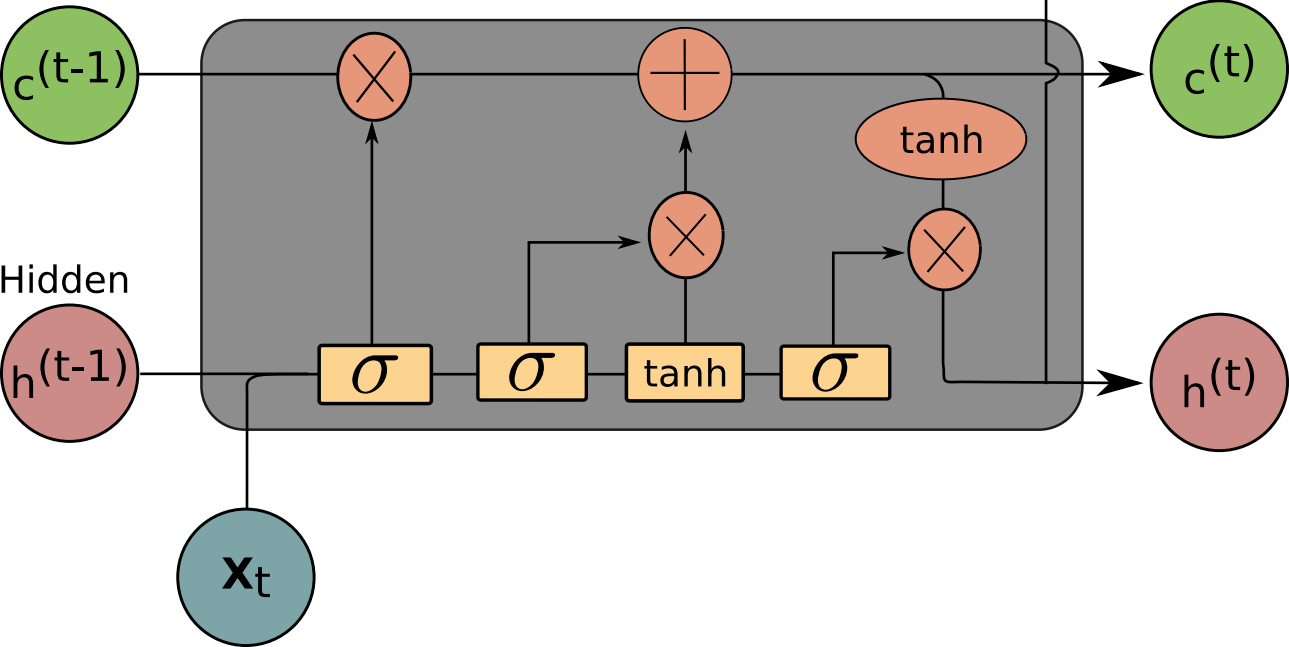 c(t-1)
c(t)
tanh
Hidden
h(t-1)
σ
σ
tanh
σ
h(t)
xt